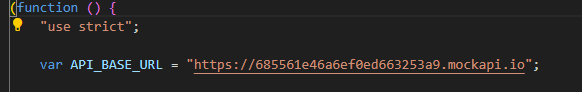 (function () {
"use strict";
var API_BASE_URL = "https://685561e46a6ef0ed663253a9.mockapi.io";